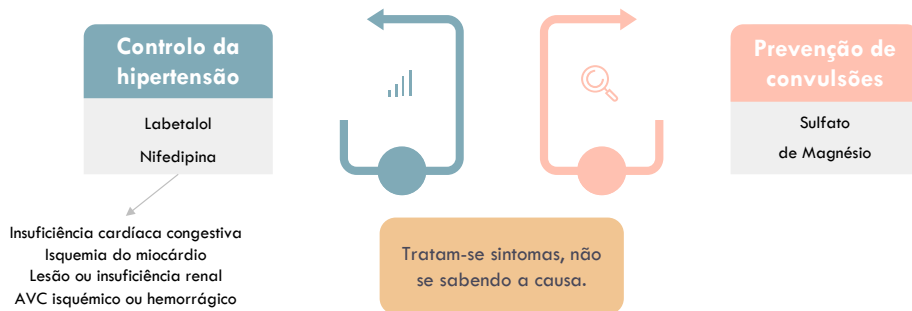 Controlo da
hipertensão
Labetalol
Nifedipina
Insuficiência cardíaca congestiva
Isquemia do miocárdio
Lesão ou insuficiência renal
AVC isquémico ou hemorrágico
Tratam-se sintomas, não
se sabendo a causa.
Prevenção de
convulsões
Sulfato
de Magnésio